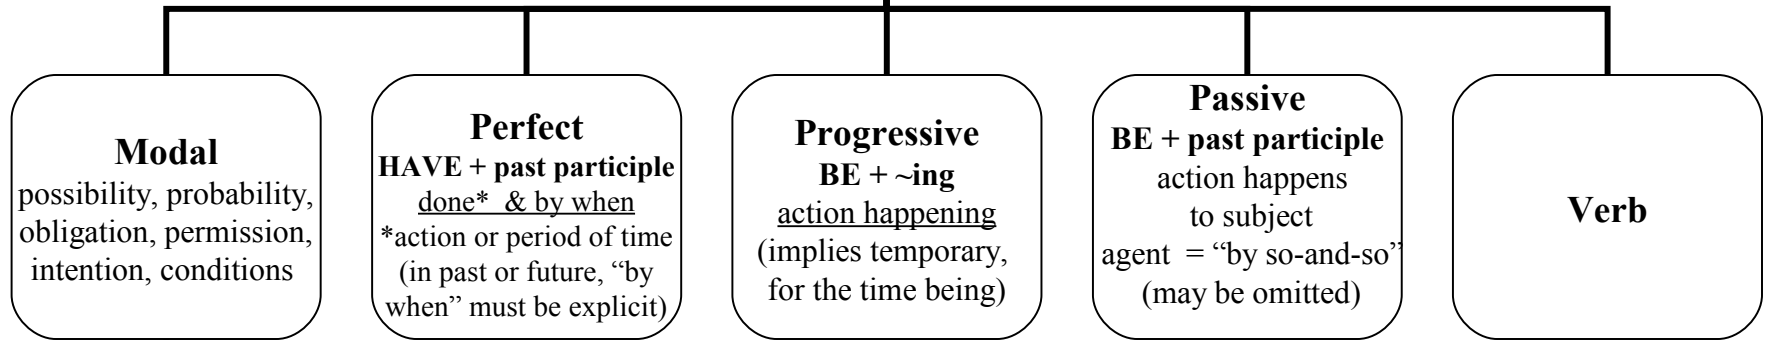 Modal
possibility, probability,
obligation, permission,
intention, conditions
Perfect
HAVE + past participle
done* & by when
*action or period of time
(in past or future, “by
when” must be explicit)
Progressive
BE + ~ing
action happening
(implies temporary,
for the time being)
Passive
BE + past participle
action happens
to subject
agent = “by so-and-so”
(may be omitted)
Verb